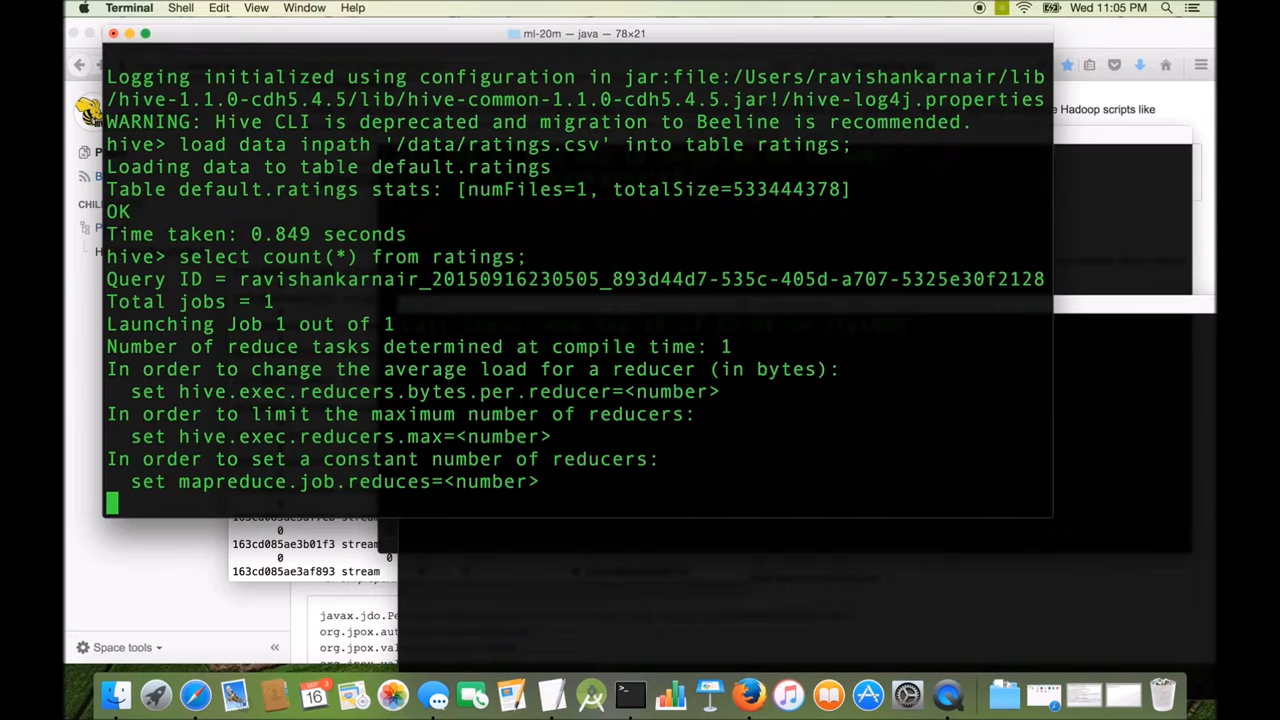 Terminal Shell Edit View Window Help Wed 11:05 PM
ml-20m — java — 78×21
Logging initialized using configuration in jar:file:/Users/ravishankarnair/lib
/hive-1.1.0-cdh5.4.5/lib/hive-common-1.1.0-cdh5.4.5.jar!/hive-log4j.properties
e Hadoop scripts like
WARNING: Hive CLI is deprecated and migration to Beeline is recommended.
hive> load data inpath '/data/ratings.csv' into table ratings;
Loading data to table default.ratings
Table default.ratings stats: [numFiles=1, totalSize=533444378]
CHIL
OK
Time taken: 0.849 seconds
hive> select count(*) from ratings;
Query ID = ravishankarnair_20150916230505_893d44d7-535c-405d-a707-5325e30f2128
Total jobs = 1
Launching Job 1 out of 1
Number of reduce tasks determined at compile time: 1
In order to change the average load for a reducer (in bytes):
set hive.exec.reducers.bytes.per.reducer=<number>
In order to limit the maximum number of reducers:
set hive.exec.reducers.max=<number>
In order to set a constant number of reducers:
set mapreduce.job.reduces=<number>
0
163cd085ae3b01f3 stream
0 0
163cd085ae3af893 stream
javax.jdo.Pe
org.jpox.aut
org.jpox.val
Space tools
SEP
16